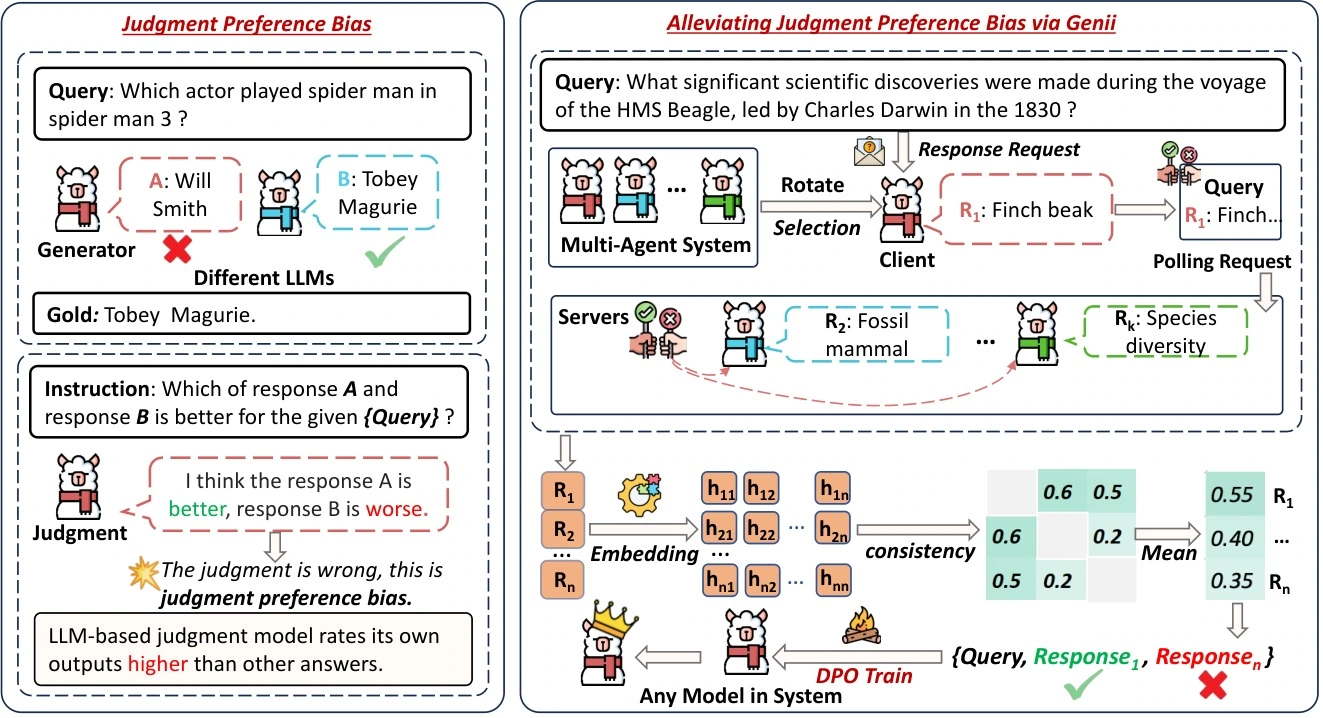 Judgment Preference Bias
Query: Which actor played spider man in
spider man 3 ?
A: Will
Smith
B: Tobey
Magurie
Generator
Different LLMs
Gold: Tobey Magurie.
Instruction: Which of response A and
response B is better for the given {Query} ?
I think the response A is
better, response B is worse.
Judgment
The judgment is wrong, this is
judgment preference bias.
LLM-based judgment model rates its own
outputs higher than other answers.
Alleviating Judgment Preference Bias via Genii
Query: What significant scientific discoveries were made during the voyage
of the HMS Beagle, led by Charles Darwin in the 1830 ?
Response Request
...
Multi-Agent System
Rotate
Selection
Client
R1: Finch beak
Query
R1: Finch...
Polling Request
Servers
R2: Fossil
mammal
...
Rk: Species
diversity
R1
R2
...
Rn
Embedding
h11 h12 h1n
h21 h22 ... h2n
...
hn1 hn2 ... hnn
consistency
0.6 0.5
0.6 0.2
0.5 0.2
Mean
0.55 R1
0.40 ...
0.35 Rn
{Query, Response1, Responsen}
DPO Train
Any Model in System